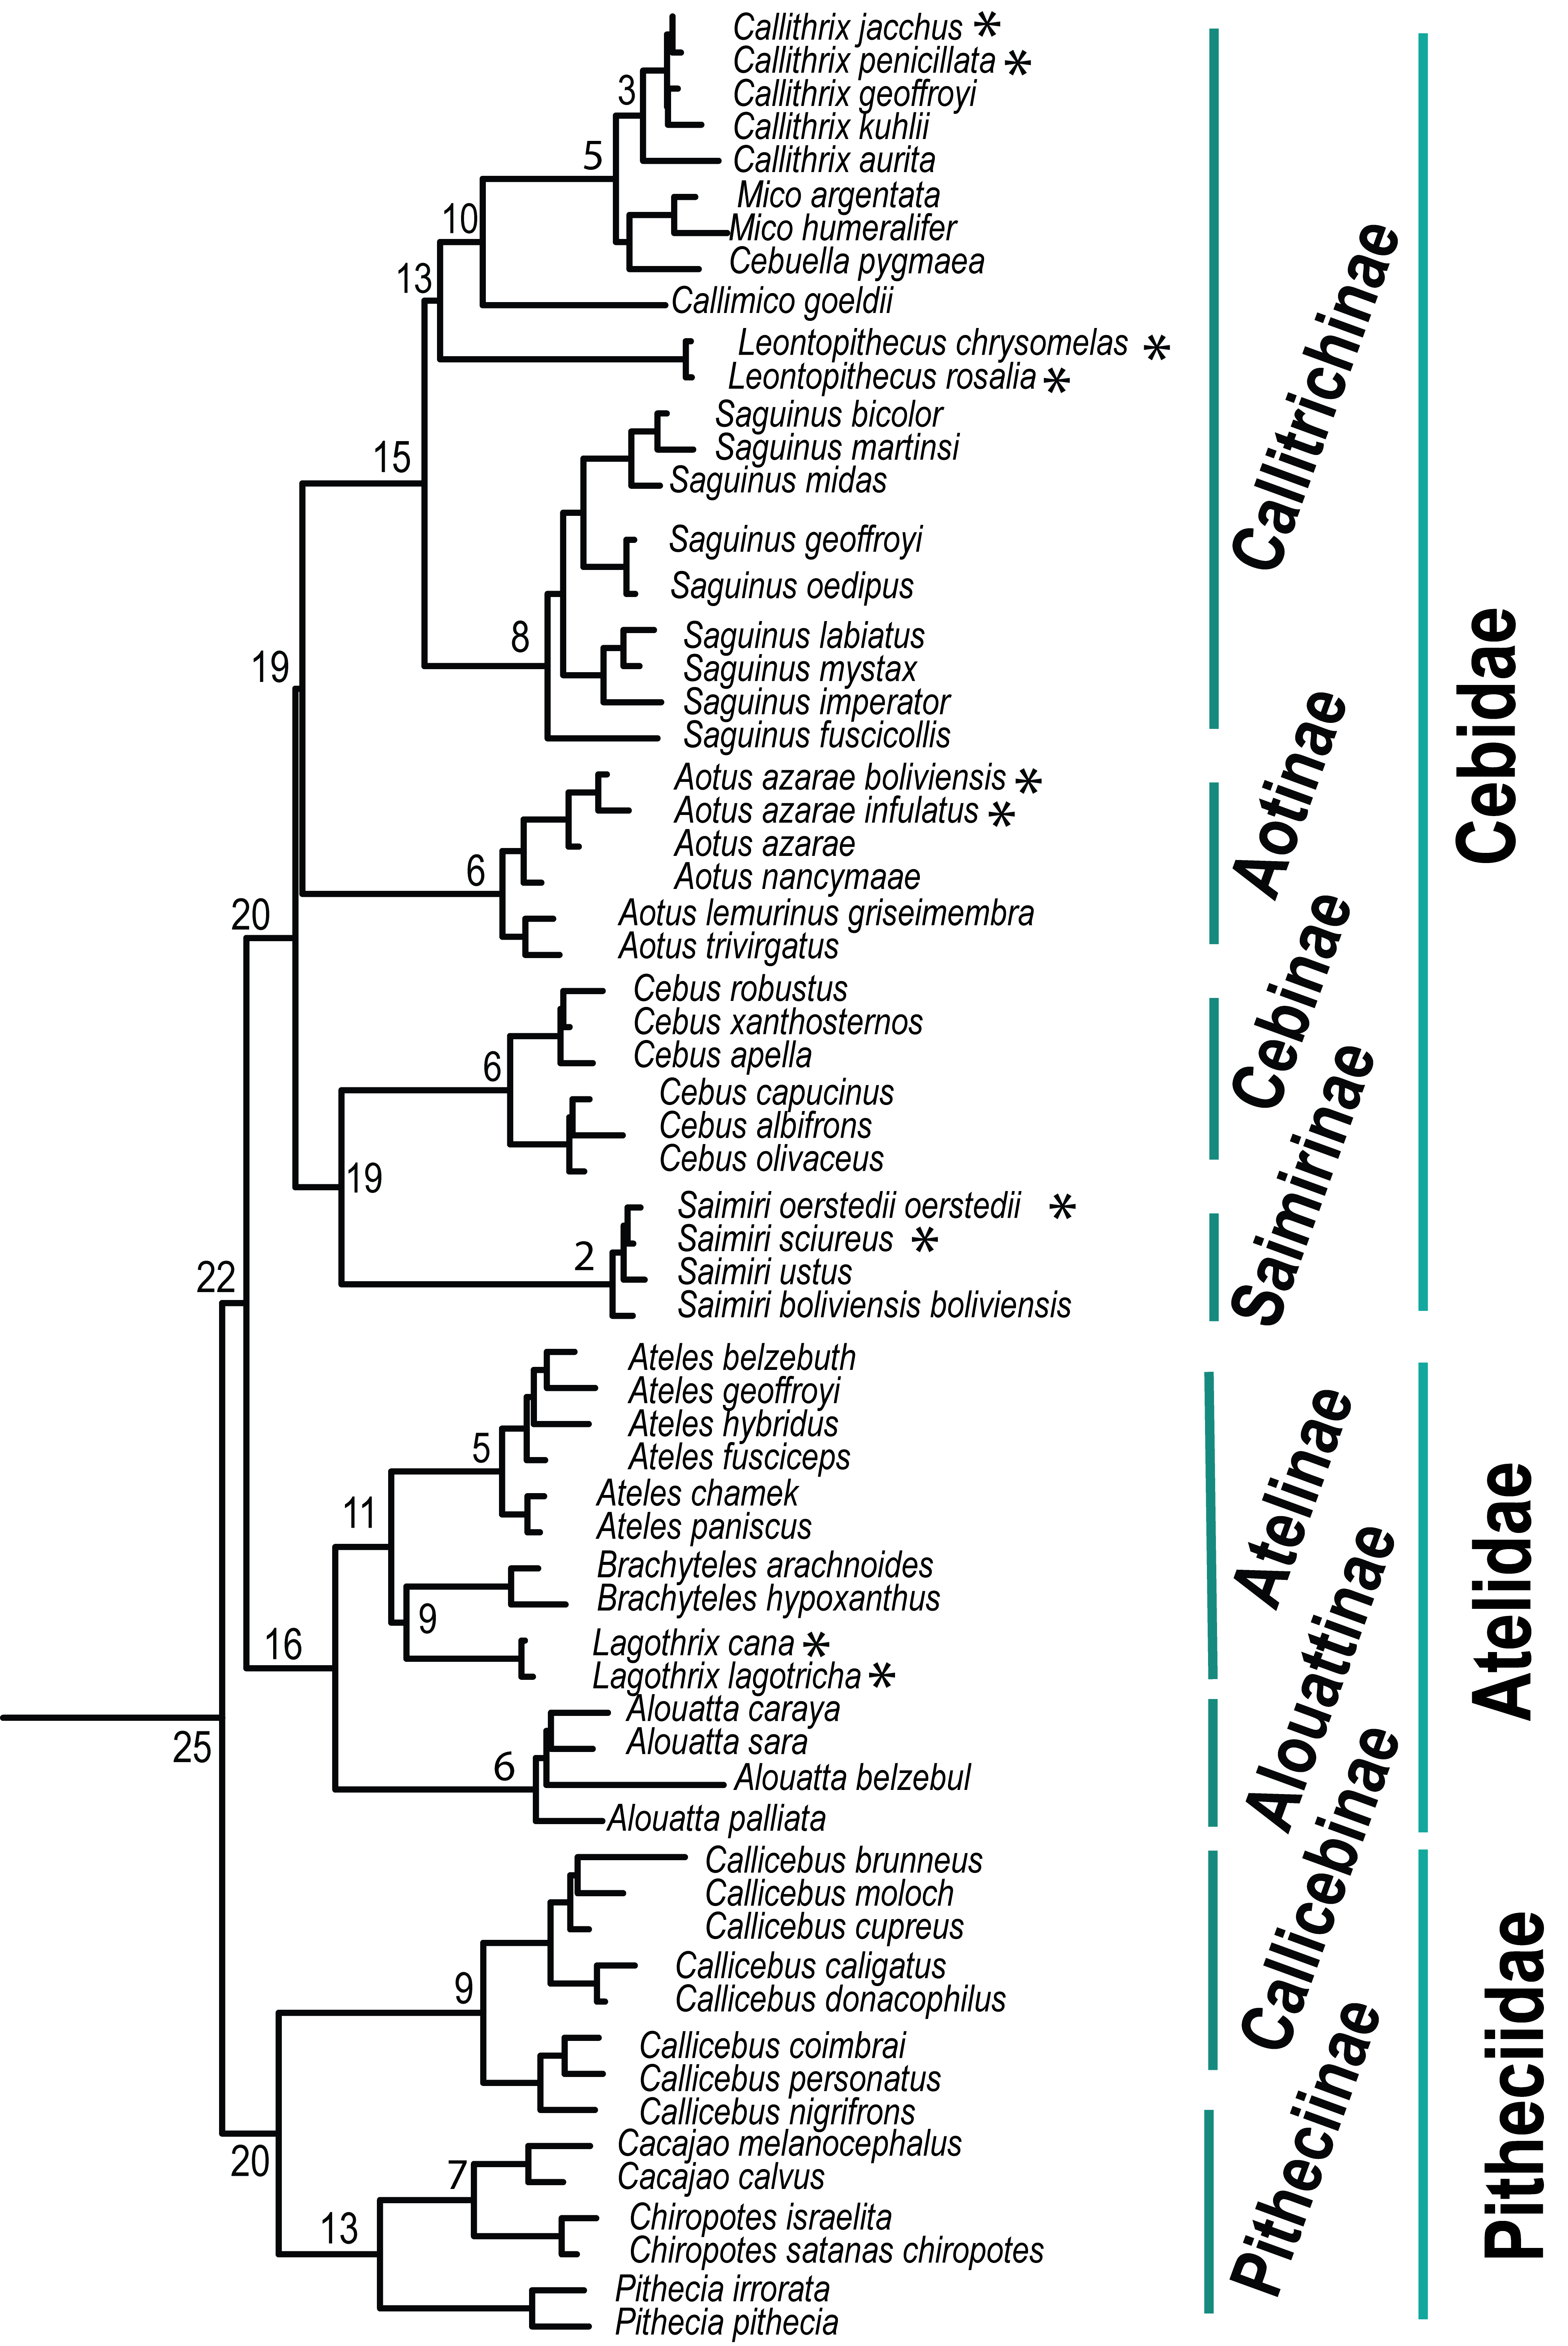 Callithrix jacchus *
Callithrix penicillata *
3
Callithrix geoffroyi
Callithrix kuhlii
5
Callithrix aurita
Mico argentata
10
Mico humeralifer
Cebuella pygmaea
13
Callimico goeldii
Leontopithecus chrysomelas *
Leontopithecus rosalia *
Callitrichinae
Saguinus bicolor
Saguinus martinsi
15
Saguinus midas
Saguinus geoffroyi
Saguinus oedipus
8
Saguinus labiatus
19
Saguinus mystax
Saguinus imperator
Saguinus fuscicollis
Cebidae
Aotus azarae boliviensis *
Aotus azarae infulatus *
Aotinae
Aotus azarae
6
Aotus nancymaae
20
Aotus lemurinus griseimembra
Aotus trivirgatus
Cebus robustus
Cebinae
Cebus xanthosternos
Cebus apella
6
Cebus capucinus
Cebus albifrons
Cebus olivaceus
19
Saimirinae
Saimiri oerstedii oerstedii *
Saimiri sciureus *
2
Saimiri ustus
22
Saimiri boliviensis boliviensis
Ateles belzebuth
Ateles geoffroyi
Ateles hybridus
5
Ateles fusciceps
Atelinae
Ateles chamek
11
Ateles paniscus
Brachyteles arachnoides
Atelidae
Brachyteles hypoxanthus
9
16
Lagothrix cana *
Lagothrix lagotricha *
Alouattinae
Alouatta caraya
25
Alouatta sara
6
Alouatta belzebul
Alouatta palliata
Callicebus brunneus
Callicebinae
Callicebus moloch
Callicebus cupreus
Callicebus caligatus
9
Callicebus donacophilus
Callicebus coimbrai
Callicebus personatus
Pitheciidae
Callicebus nigrifrons
Cacajao melanocephalus
20
Pitheciinae
7
Cacajao calvus
Chiropotes israelita
13
Chiropotes satanas chiropotes
Pithecia irrorata
Pithecia pithecia